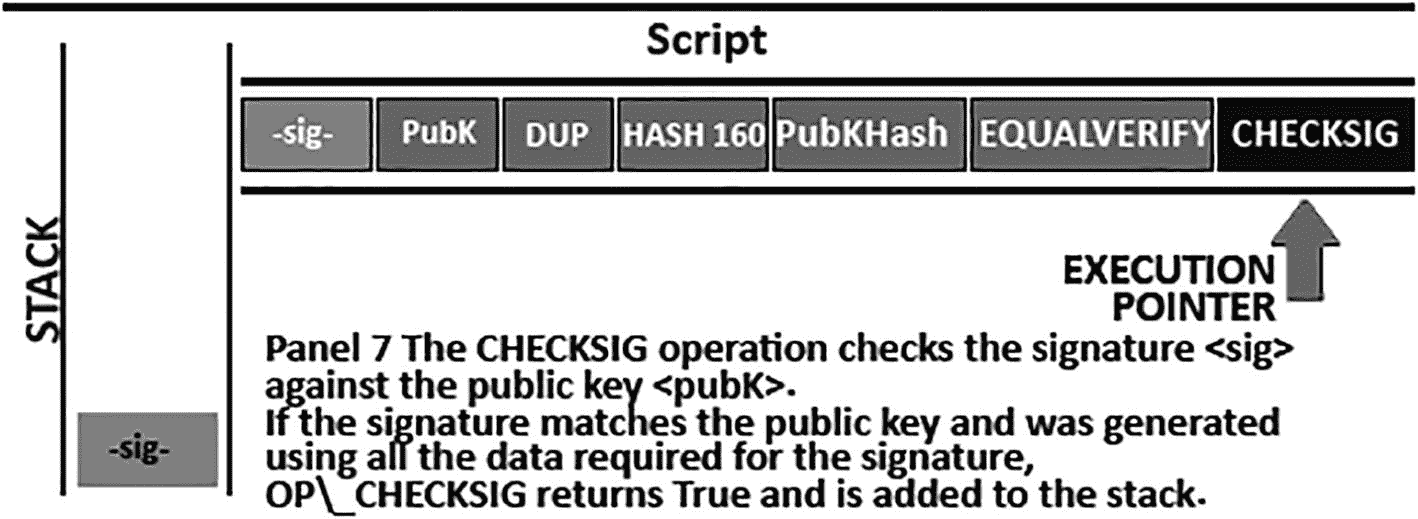 Script
-sig- PubK DUP HASH 160 PubKHash EQUALVERIFY CHECKSIG
STACK
EXECUTION
POINTER
Panel 7 The CHECKSIG operation checks the signature <sig>
against the public key <pubK>.
If the signature matches the public key and was generated
using all the data required for the signature,
OP\_CHECKSIG returns True and is added to the stack.
-sig-